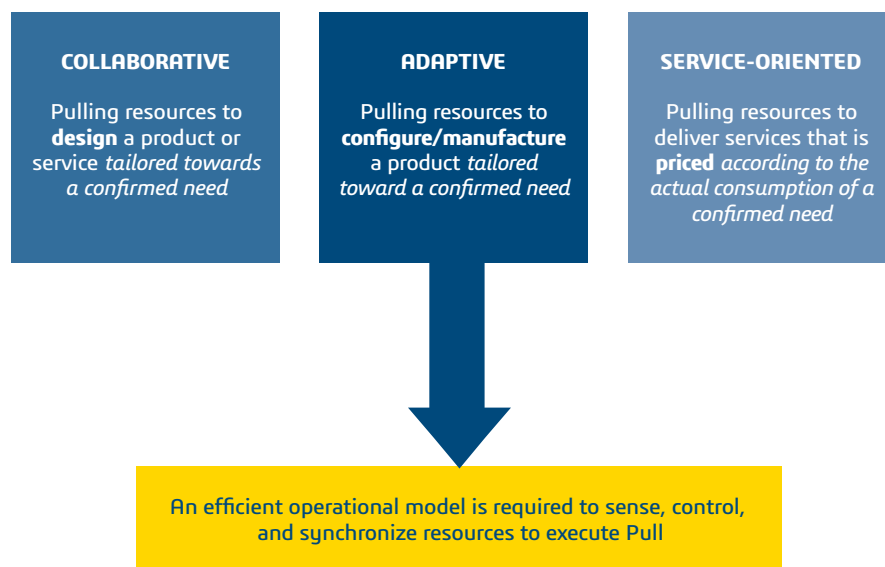 COLLABORATIVE
Pulling resources to
design a product or
service tailored towards
a confirmed need
ADAPTIVE
Pulling resources to
configure/manufacture
a product tailored
toward a confirmed need
SERVICE-ORIENTED
Pulling resources to
deliver services that is
priced according to the
actual consumption of a
confirmed need
An efficient operational model is required to sense, control,
and synchronize resources to execute Pull